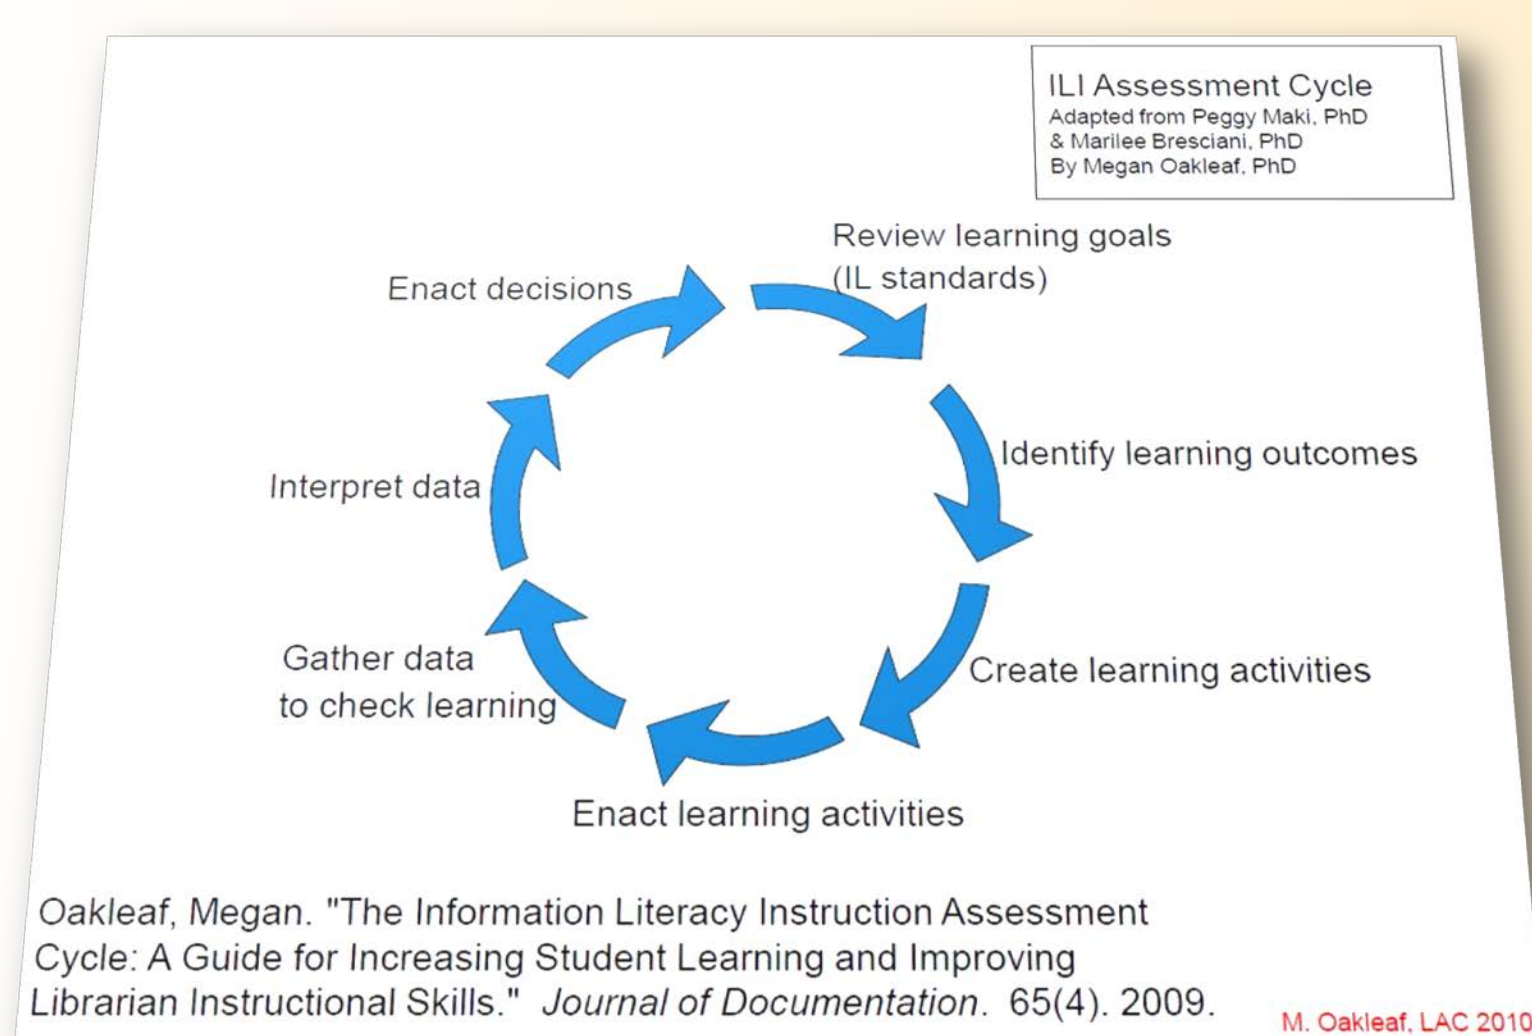 ILI Assessment Cycle
Adapted from Peggy Maki, PhD
& Marilee Bresciani, PhD
By Megan Oakleaf, PhD
Review learning goals
(IL standards)
Identify learning outcomes
Create learning activities
Enact learning activities
Gather data
to check learning
Interpret data
Enact decisions
Oakleaf, Megan. "The Information Literacy Instruction Assessment
Cycle: A Guide for Increasing Student Learning and Improving
Librarian Instructional Skills." Journal of Documentation. 65(4). 2009.
M. Oakleaf, LAC 2010